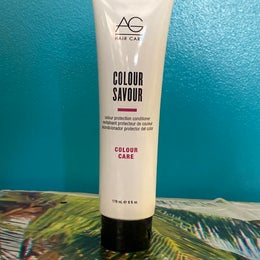 AG
HAIR CARE
COLOUR
SAVOUR
colour protection conditioner
revitalisant protecteur de couleur
acondicionador protector del color
COLOUR
CARE
178 mL e 6 fl oz